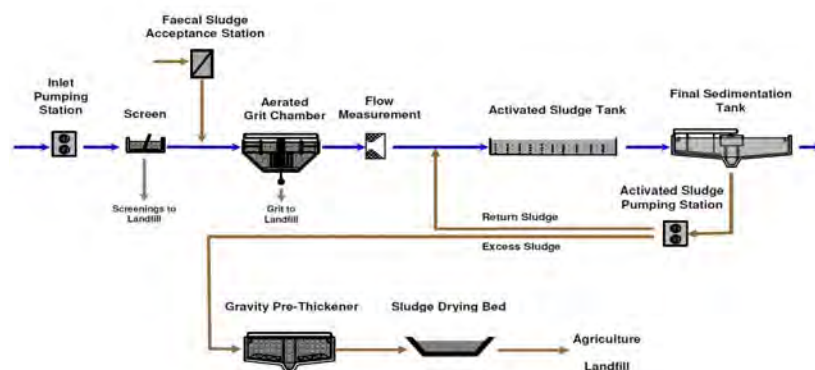 Faecal Sludge
Acceptance Station
Inlet
Pumping
Station
Screen
Aerated
Grit Chamber
Flow
Measurement
Activated Sludge Tank
Final Sedimentation
Tank
Screenings to
Landfill
Grit to
Landfill
Activated Sludge
Pumping Station
Return Sludge
Excess Sludge
Gravity Pre-Thickener
Sludge Drying Bed
Agriculture
Landfill